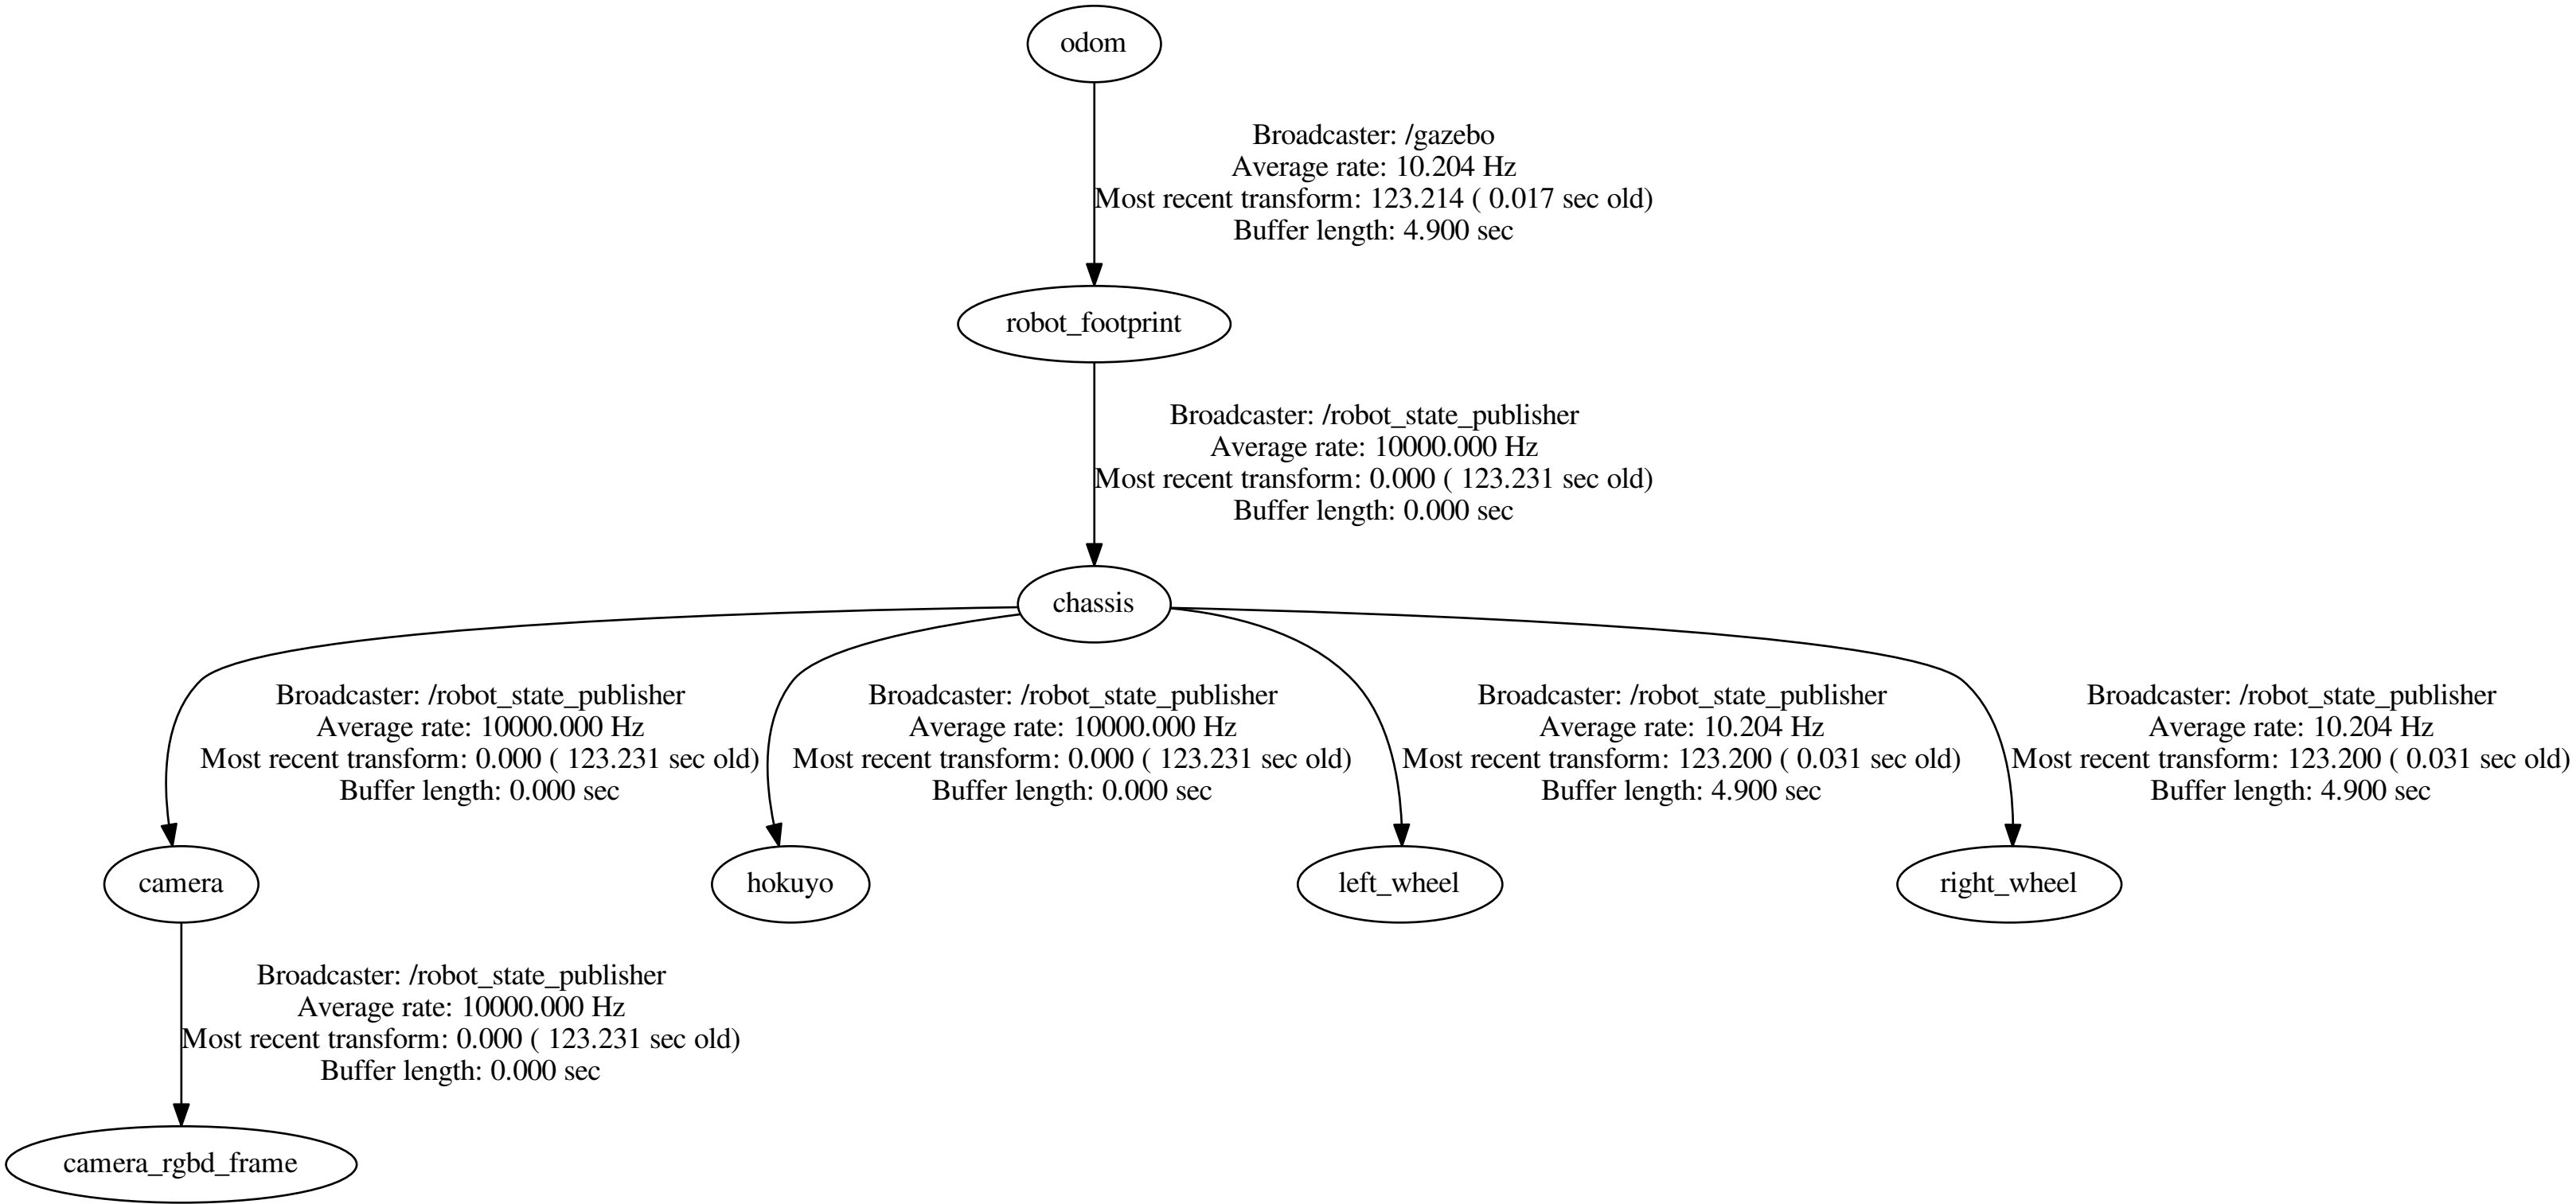 odom
Broadcaster: /gazebo
Average rate: 10.204 Hz
Most recent transform: 123.214 ( 0.017 sec old)
Buffer length: 4.900 sec
robot_footprint
Broadcaster: /robot_state_publisher
Average rate: 10000.000 Hz
Most recent transform: 0.000 ( 123.231 sec old)
Buffer length: 0.000 sec
chassis
Broadcaster: /robot_state_publisher
Average rate: 10000.000 Hz
Most recent transform: 0.000 ( 123.231 sec old)
Buffer length: 0.000 sec
Broadcaster: /robot_state_publisher
Average rate: 10000.000 Hz
Most recent transform: 0.000 ( 123.231 sec old)
Buffer length: 0.000 sec
Broadcaster: /robot_state_publisher
Average rate: 10.204 Hz
Most recent transform: 123.200 ( 0.031 sec old)
Buffer length: 4.900 sec
Broadcaster: /robot_state_publisher
Average rate: 10.204 Hz
Most recent transform: 123.200 ( 0.031 sec old)
Buffer length: 4.900 sec
camera
hokuyo
left_wheel
right_wheel
Broadcaster: /robot_state_publisher
Average rate: 10000.000 Hz
Most recent transform: 0.000 ( 123.231 sec old)
Buffer length: 0.000 sec
camera_rgbd_frame